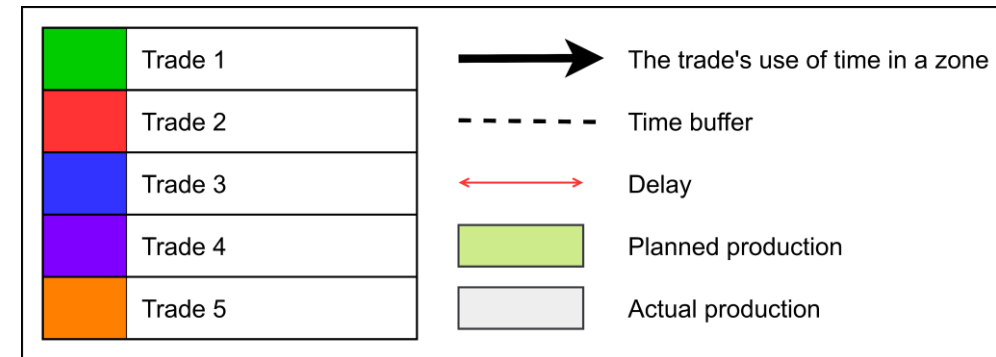 Trade 1
Trade 2
Trade 3
Trade 4
Trade 5
The trade's use of time in a zone
Time buffer
Delay
Planned production
Actual production